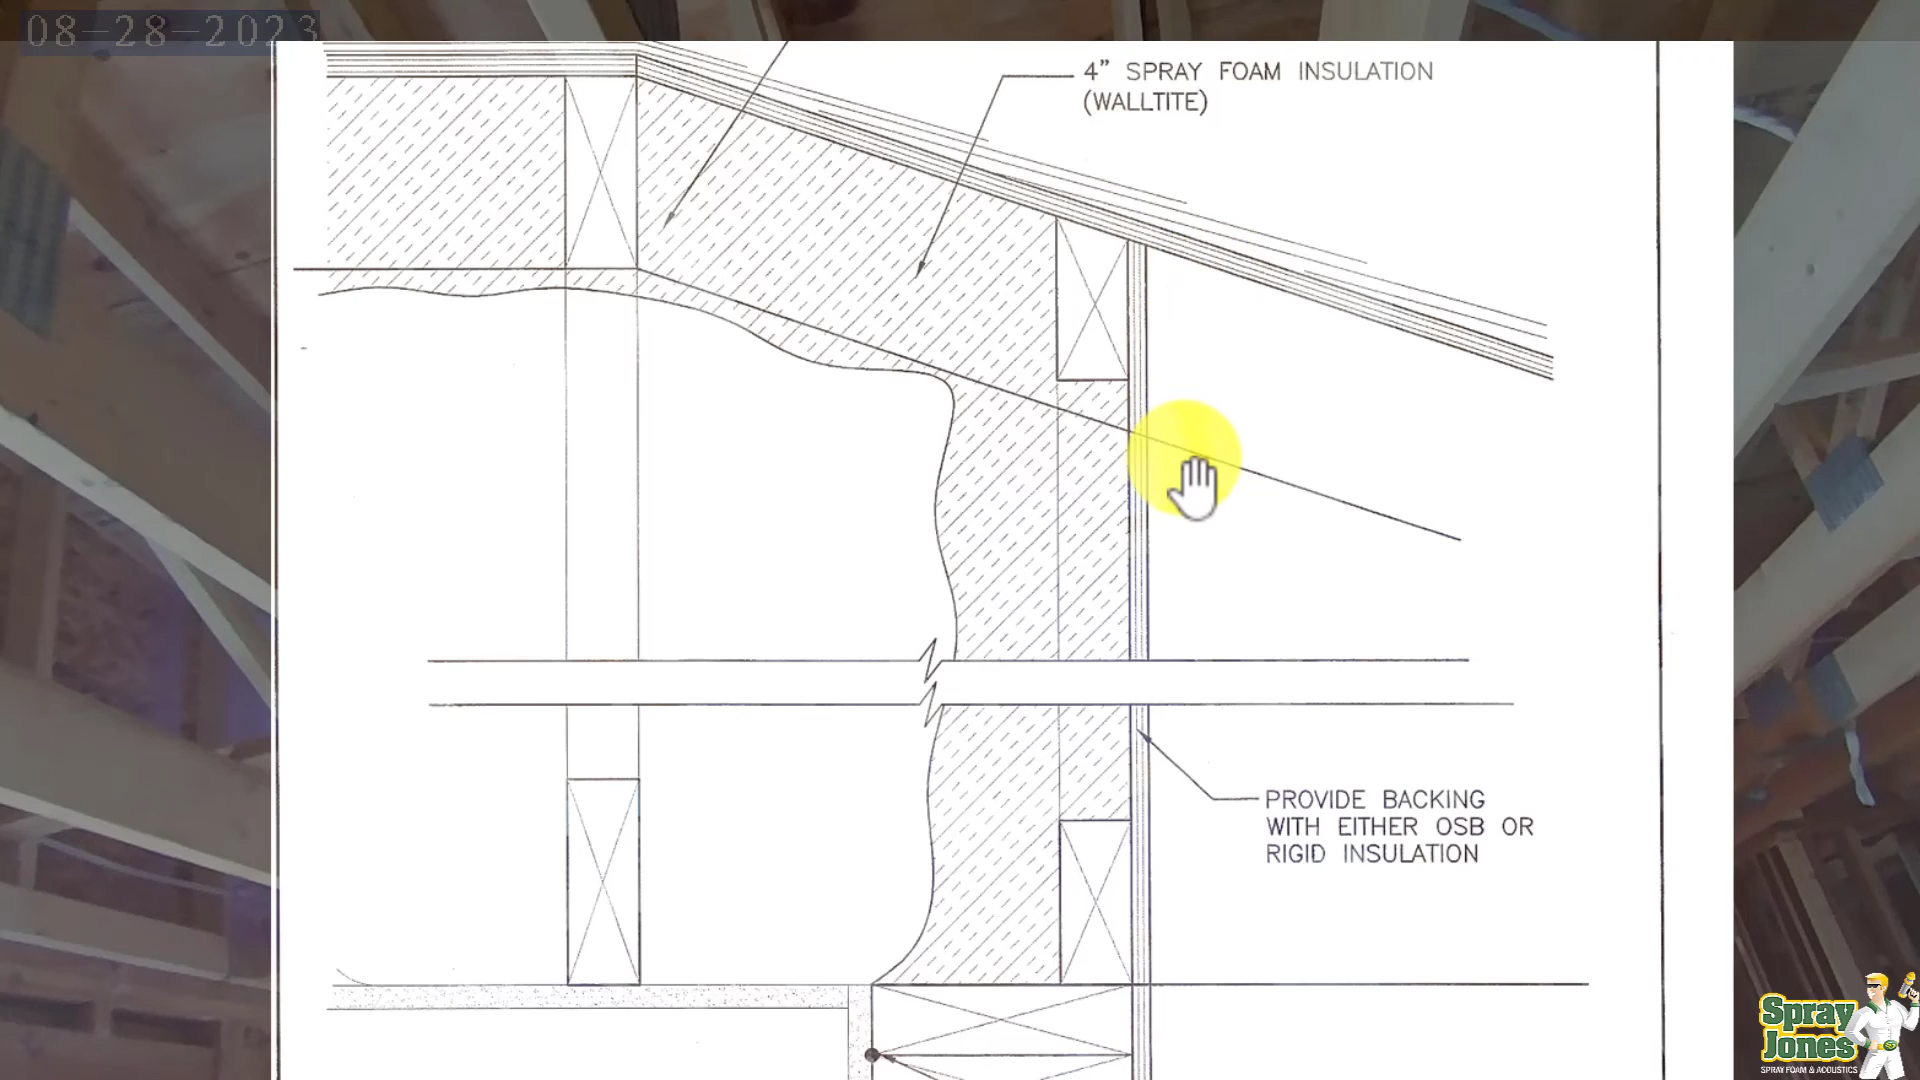 08-28-2023
4” SPRAY FOAM INSULATION
(WALLTITE)
PROVIDE BACKING
WITH EITHER OSB OR
RIGID INSULATION
Spray
Jones
SPRAY FOAM & ACOUSTICS